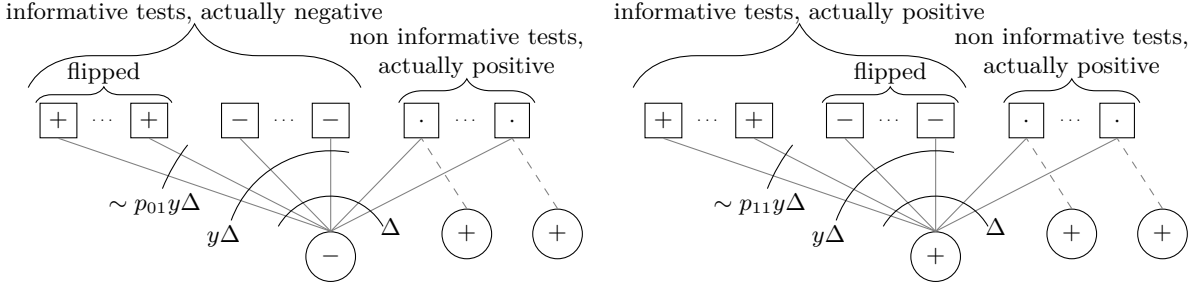 informative tests, actually negative
non informative tests,
actually positive
flipped
+ ··· + − ··· − · ··· ·
∼ p₀₁yΔ
yΔ
Δ
− + +
informative tests, actually positive
non informative tests,
actually positive
flipped
+ ··· + − ··· − · ··· ·
∼ p₁₁yΔ
yΔ
Δ
+ + +